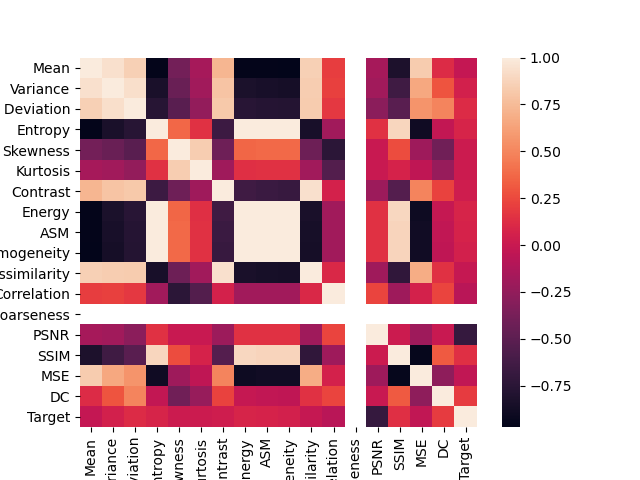 Mean
Variance
Deviation
Entropy
Skewness
Kurtosis
Contrast
Energy
ASM
mogeneity
ssimilarity
Correlation
oarseness
PSNR
SSIM
MSE
DC
Target
Mean
riance
viation
ntropy
wness
urtosis
ntrast
nergy
ASM
eneity
ilarity
elation
eness
PSNR
SSIM
MSE
DC
Target
1.00
0.75
0.50
0.25
0.00
−0.25
−0.50
−0.75